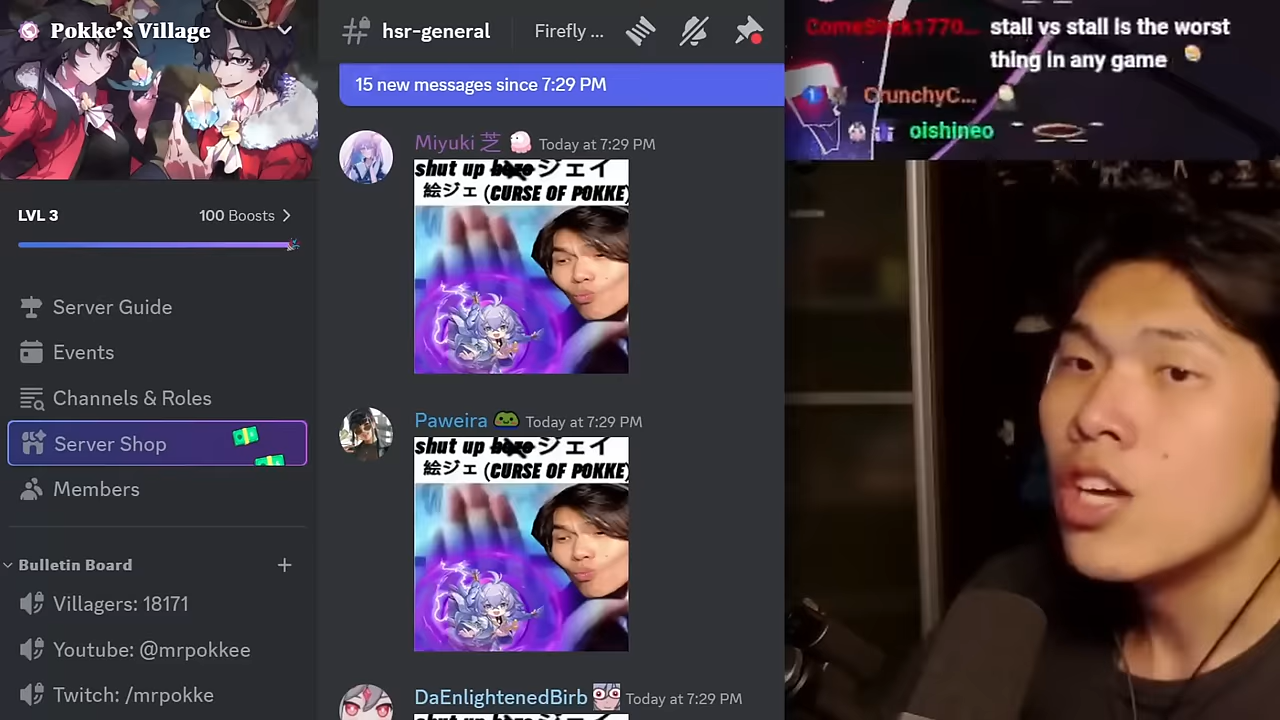 Pokke's Village
LVL 3
100 Boosts
Server Guide
Events
Channels & Roles
Server Shop
Members
Bulletin Board
Villagers: 18171
Youtube: @mrpokkee
Twitch: /mrpokke
hsr-general
Firefly ...
15 new messages since 7:29 PM
Miyuki 芝 Today at 7:29 PM
shut up bore ジェイ
絵ジェ (CURSE OF POKKE)
Paweira Today at 7:29 PM
shut up bore ジェイ
絵ジェ (CURSE OF POKKE)
DaEnlightenedBirb Today at 7:29 PM
stall vs stall is the worst
thing in any game
CrunchyC...
oishineo